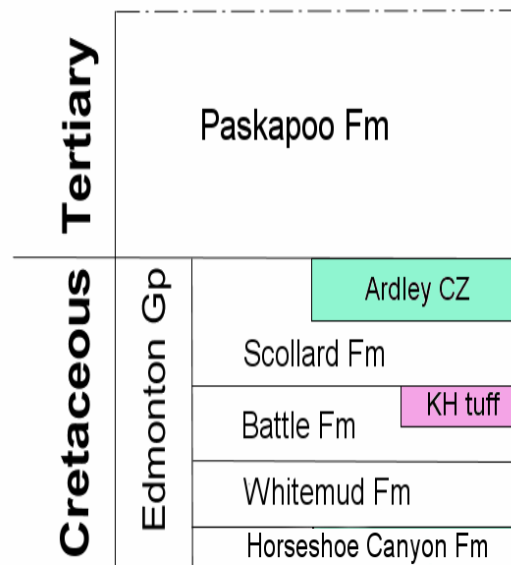 Tertiary
Paskapoo Fm
Cretaceous
Edmonton Gp
Ardley CZ
Scollard Fm
KH tuff
Battle Fm
Whitemud Fm
Horseshoe Canyon Fm